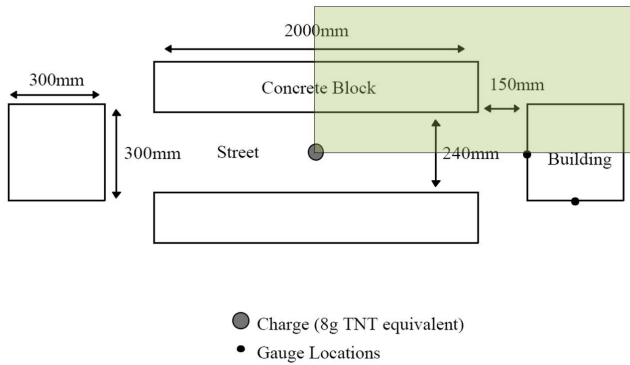 2000mm
300mm
Concrete Block
150mm
300mm
Street
240mm
Building
Charge (8g TNT equivalent)
Gauge Locations